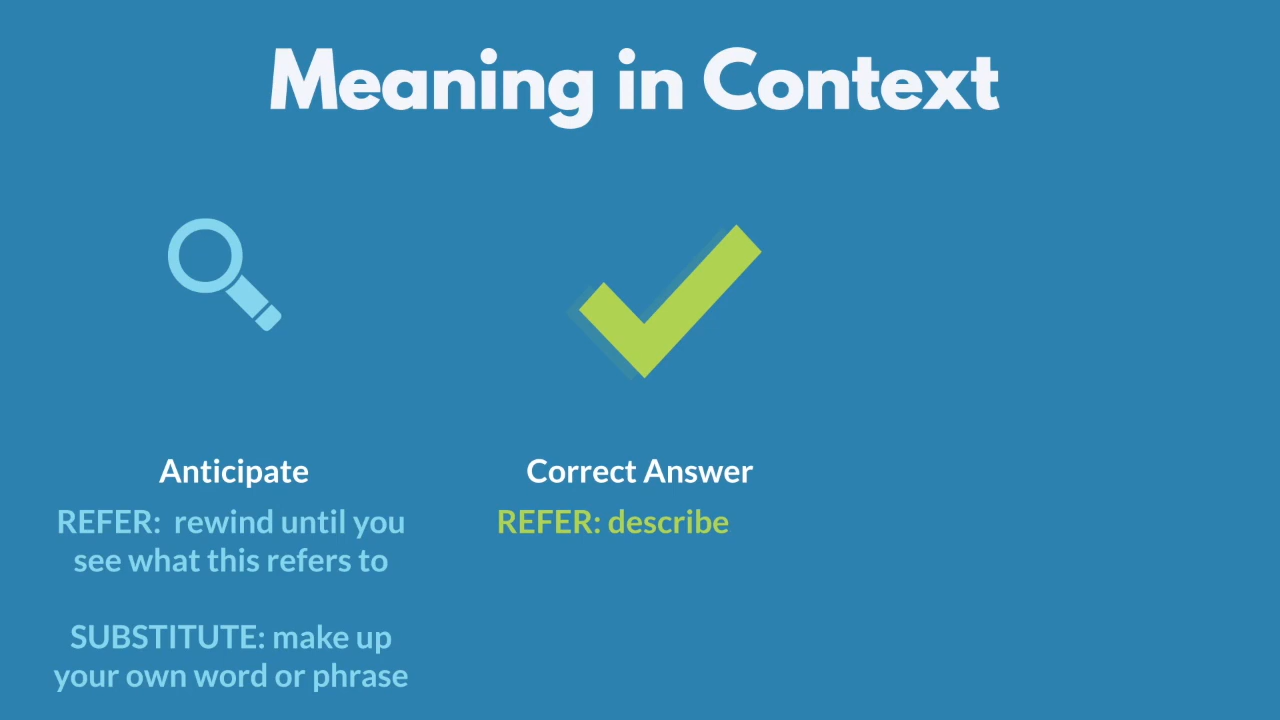 Meaning in Context
Anticipate
REFER: rewind until you
see what this refers to
SUBSTITUTE: make up
your own word or phrase
Correct Answer
REFER: describe